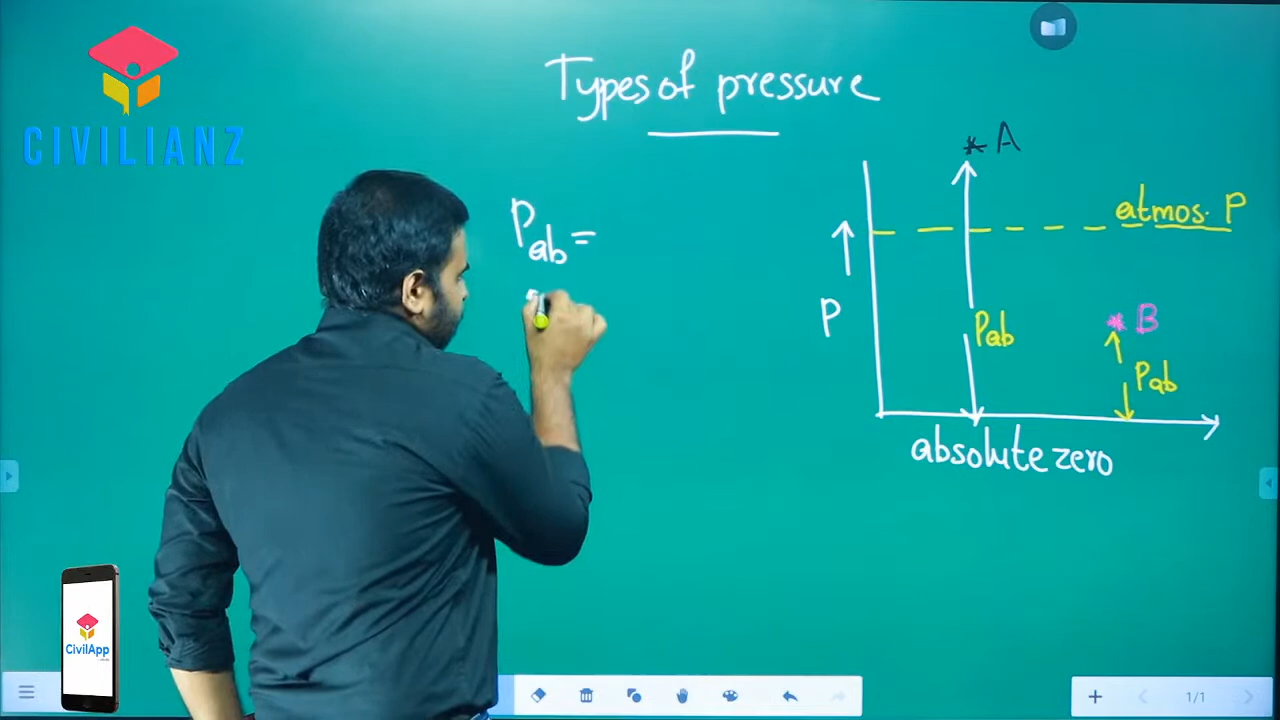 CIVILIANZ
Types of pressure
A
atmos. P
Pab =
P
Pab
B
Pab
absolute zero
CivilApp
1/1